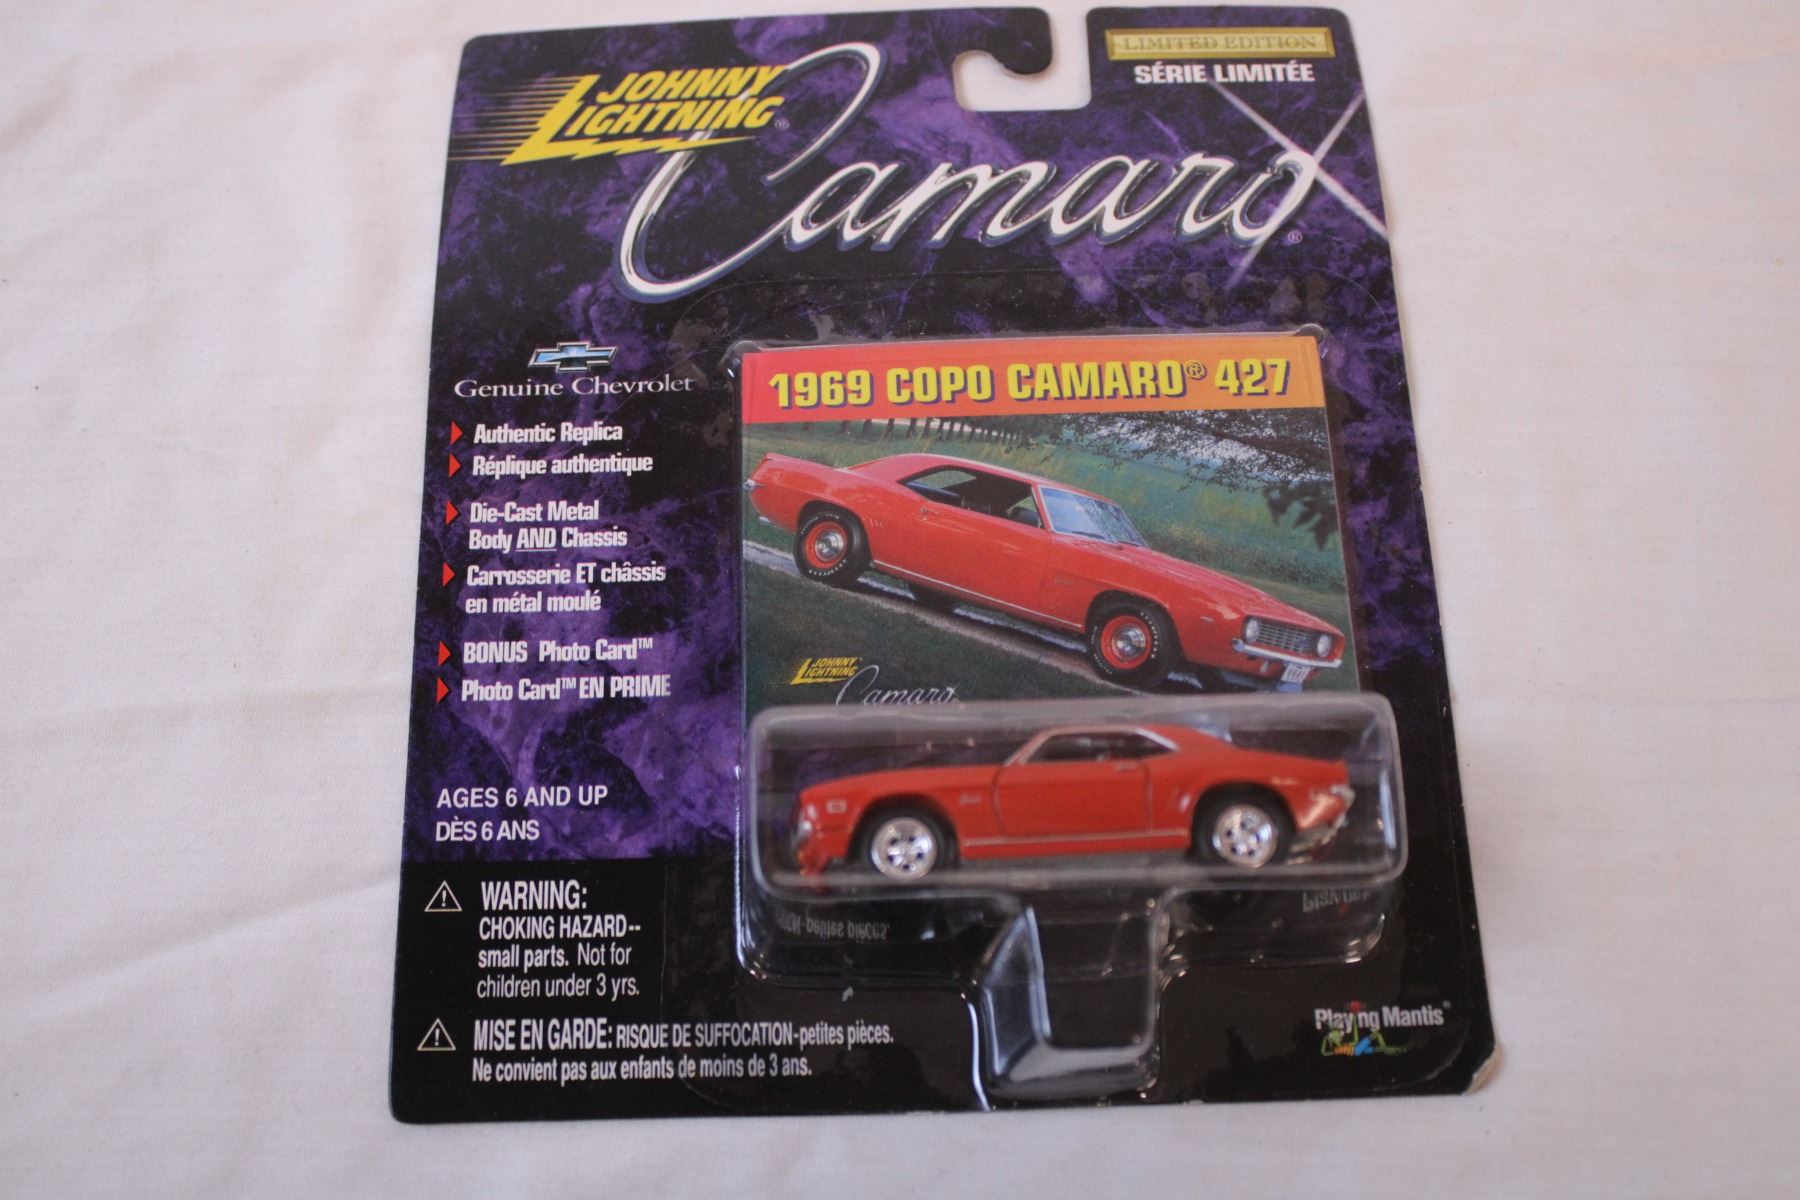 JOHNNY
LIGHTNING®
Camaro®
LIMITED EDITION
SÉRIE LIMITÉE
Genuine Chevrolet
Authentic Replica
Réplique authentique
Die-Cast Metal
Body AND Chassis
Carrosserie ET châssis
en métal moulé
BONUS Photo Card™
Photo Card™ EN PRIME
1969 COPO CAMARO® 427
JOHNNY
LIGHTNING
Camaro
AGES 6 AND UP
DÈS 6 ANS
WARNING:
CHOKING HAZARD--
small parts. Not for
children under 3 yrs.
MISE EN GARDE: RISQUE DE SUFFOCATION-petites pièces.
Ne convient pas aux enfants de moins de 3 ans.
Playing Mantis®